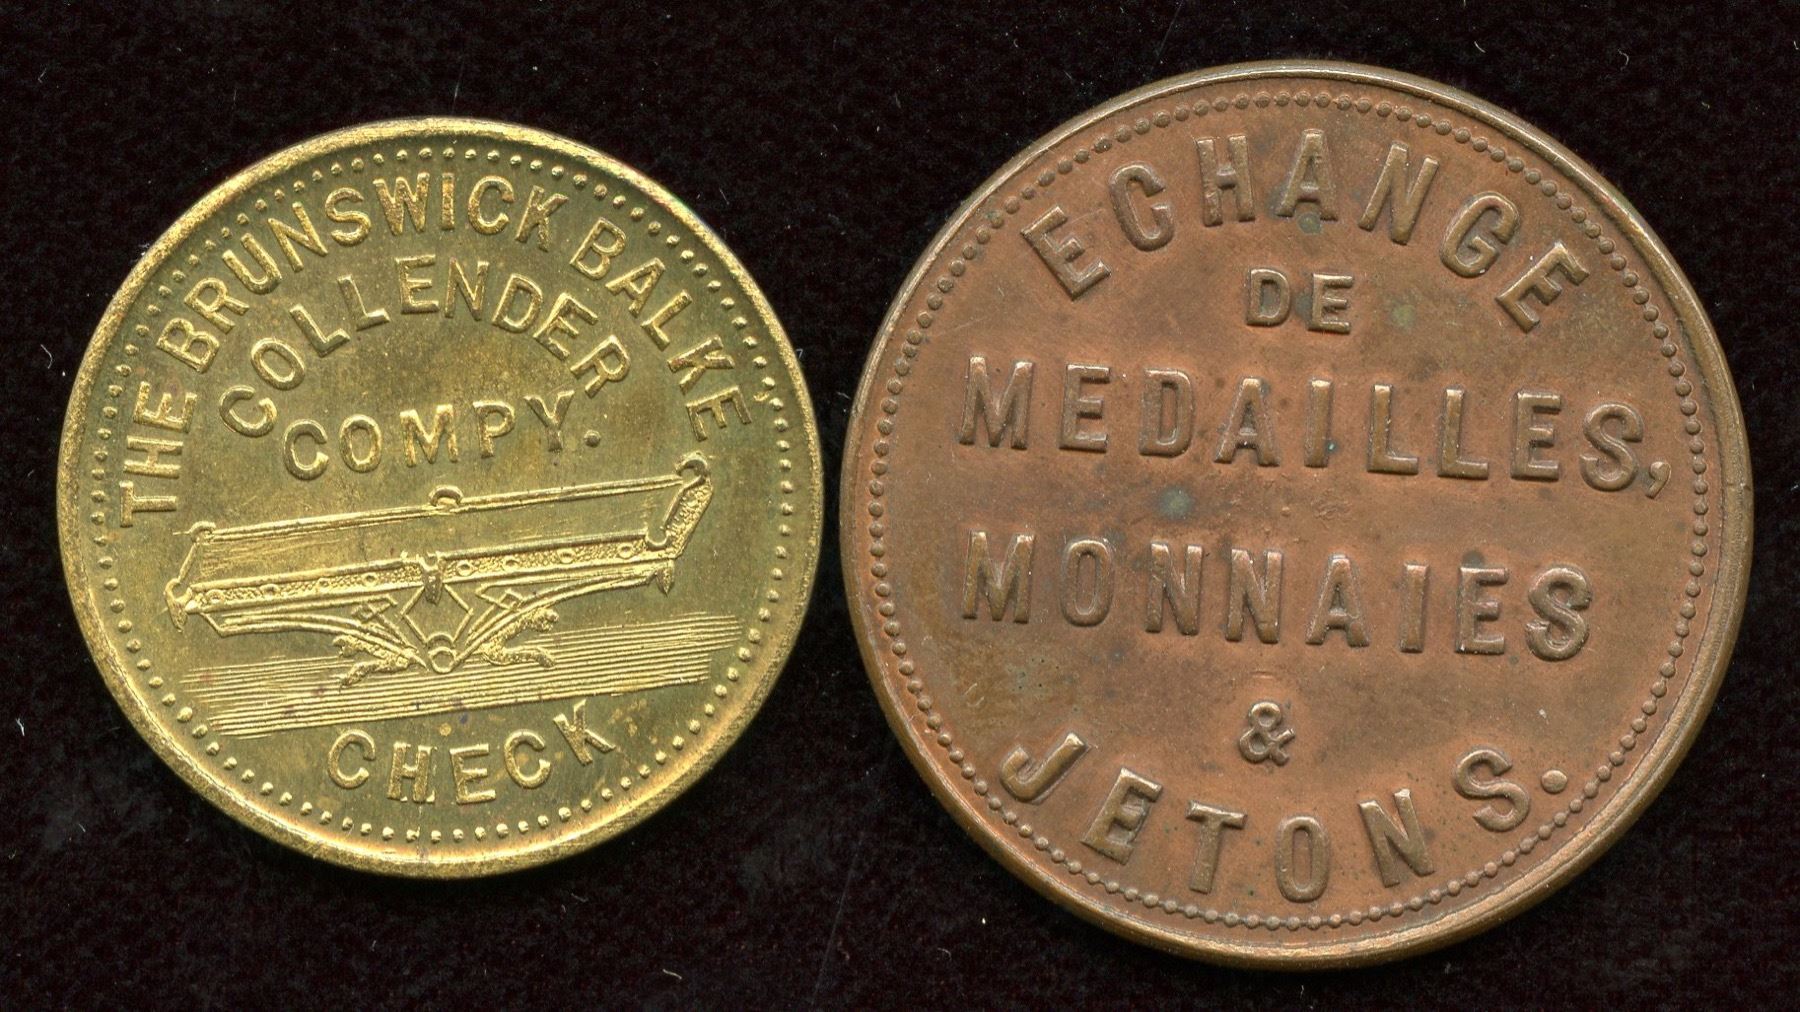 THE BRUNSWICK BALKE,
COLLENDER
COMPY.
CHECK
ECHANGE
DE
MEDAILLES,
MONNAIES
&
JETONS.